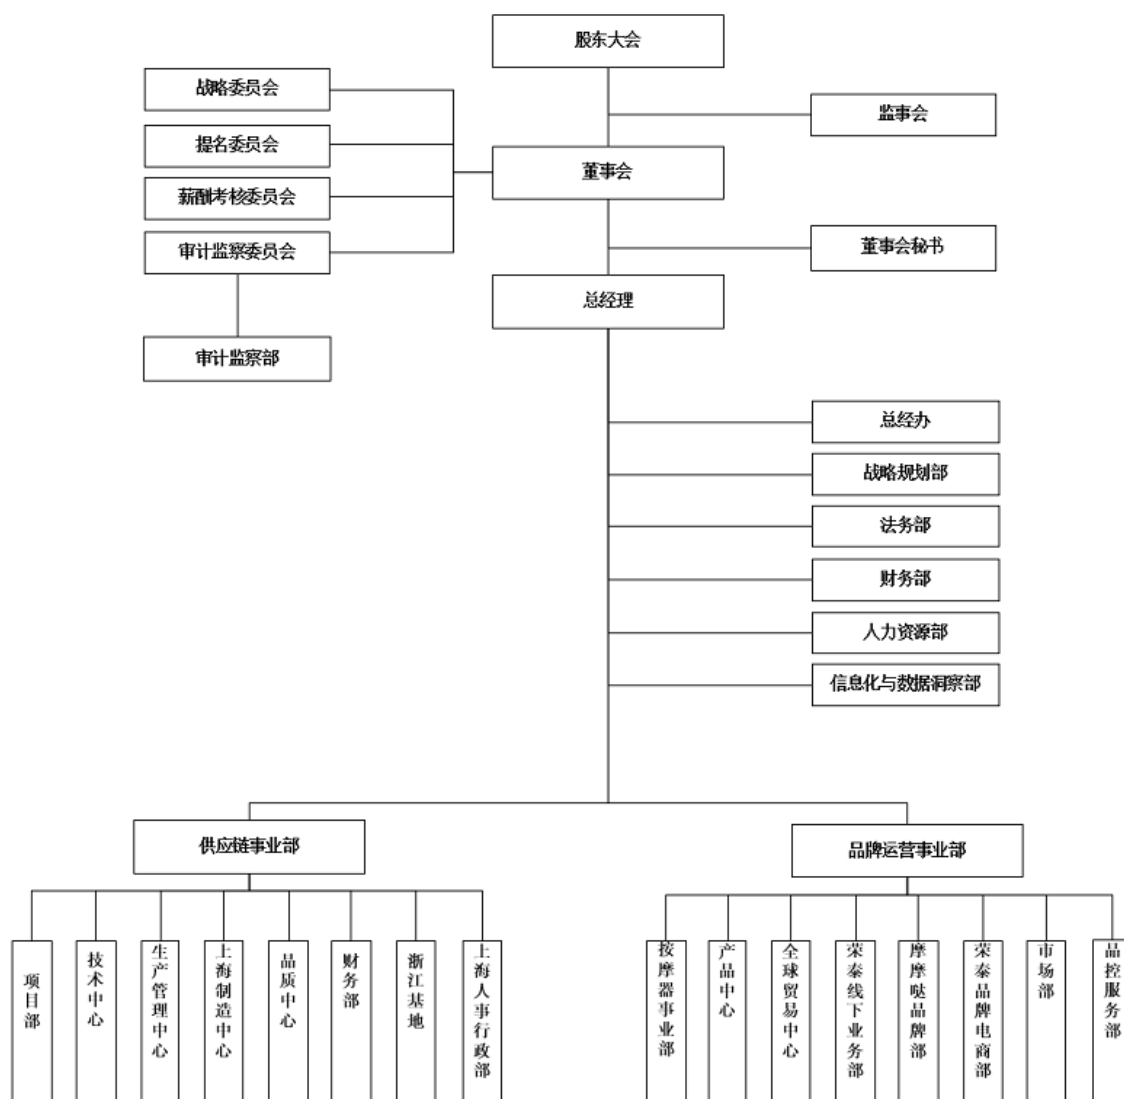 股东大会
战略委员会
监事会
提名委员会
董事会
薪酬考核委员会
审计监察委员会
董事会秘书
总经理
审计监察部
总经办
战略规划部
法务部
财务部
人力资源部
信息化与数据洞察部
供应链事业部
品牌运营事业部
项目部
技术中心
生产管理中心
上海制造中心
品质中心
财务部
浙江基地
上海人事行政部
按摩器事业部
产品中心
全球贸易中心
荣泰线下业务部
摩摩哒品牌部
荣泰品牌电商部
市场部
品控服务部